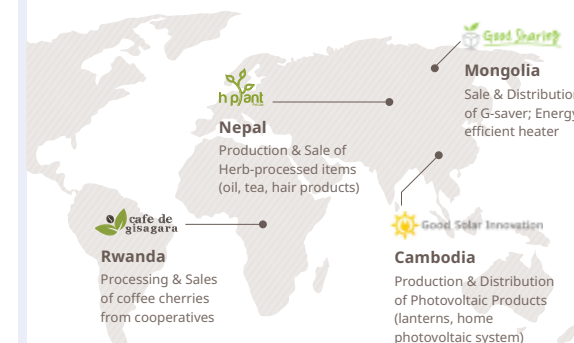 Good Sharing
Mongolia
Sale & Distribution
of G-saver; Energy
efficient heater
h plant
Nepal
Production & Sale of
Herb-processed items
(oil, tea, hair products)
cafe de
gisagara
Rwanda
Processing & Sales
of coffee cherries
from cooperatives
Good Solar Innovation
Cambodia
Production & Distribution
of Photovoltaic Products
(lanterns, home
photovoltaic system)